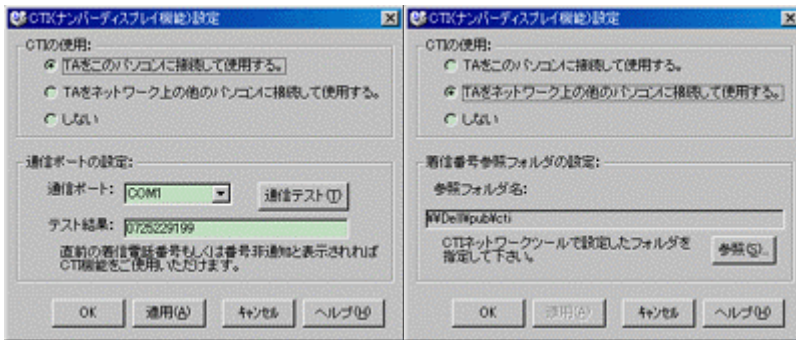 CTI(ナンバーディスプレイ機能)設定
CTIの使用:
TAをこのパソコンに接続して使用する。
TAをネットワーク上の他のパソコンに接続して使用する。
しない
通信ポートの設定:
通信ポート:
COM1
通信テスト(T)
テスト結果:
0725229199
直前の着信電話番号もしくは番号非通知と表示されれば
CTI機能をご使用いただけます。
OK
適用(A)
キャンセル
ヘルプ(H)
CTI(ナンバーディスプレイ機能)設定
CTIの使用:
TAをこのパソコンに接続して使用する。
TAをネットワーク上の他のパソコンに接続して使用する。
しない
着信番号参照フォルダの設定:
参照フォルダ名:
¥¥Dell¥pub¥cti
CTIネットワークツールで設定したフォルダを
指定して下さい。
参照(S)...
OK
適用(A)
キャンセル
ヘルプ(H)